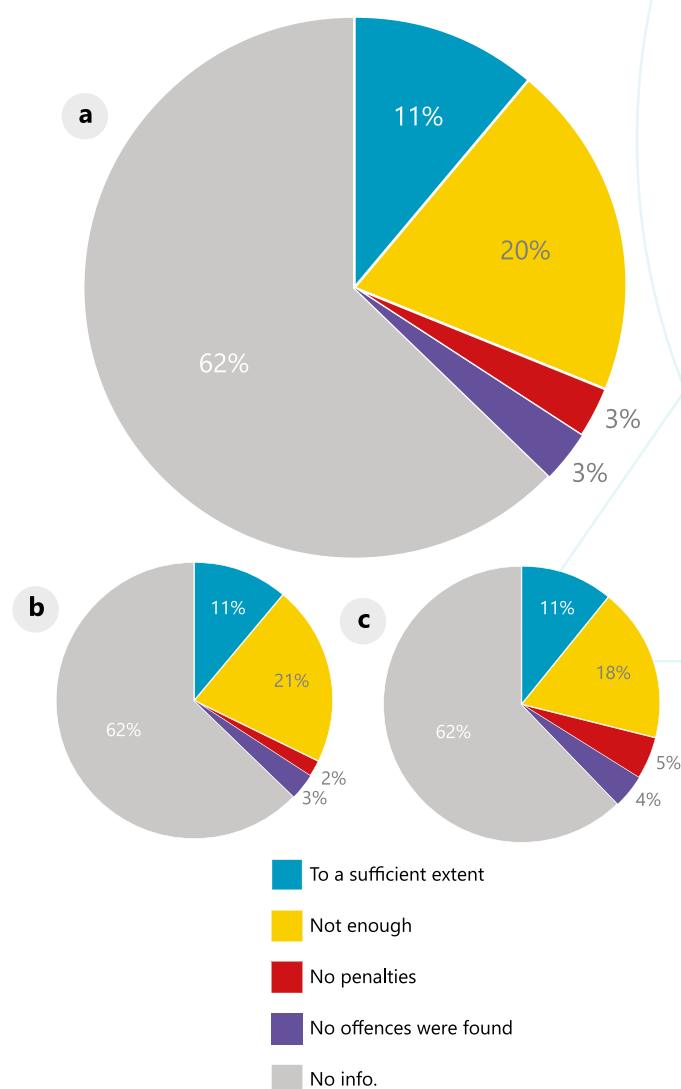 a
11%
20%
62%
3%
3%
b
11%
21%
62%
2%
3%
c
11%
18%
62%
5%
4%
To a sufficient extent
Not enough
No penalties
No offences were found
No info.